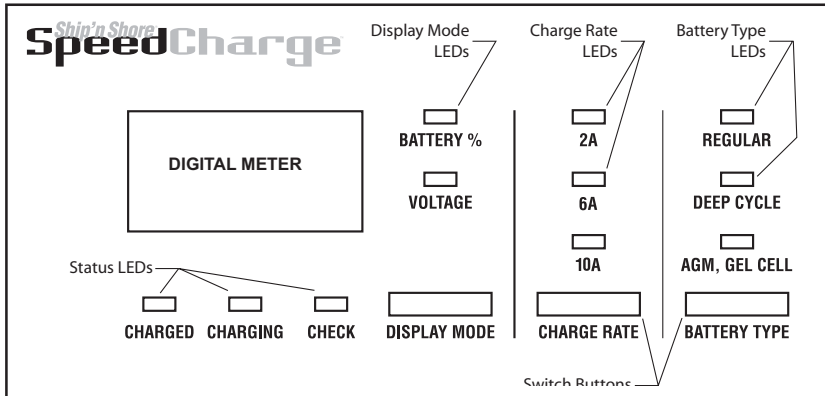 Ship'n Shore
SpeedCharge
Display Mode
LEDs
Charge Rate
LEDs
Battery Type
LEDs
DIGITAL METER
BATTERY %
VOLTAGE
2A
6A
10A
REGULAR
DEEP CYCLE
AGM, GEL CELL
Status LEDs
CHARGED
CHARGING
CHECK
DISPLAY MODE
CHARGE RATE
BATTERY TYPE
Switch Buttons